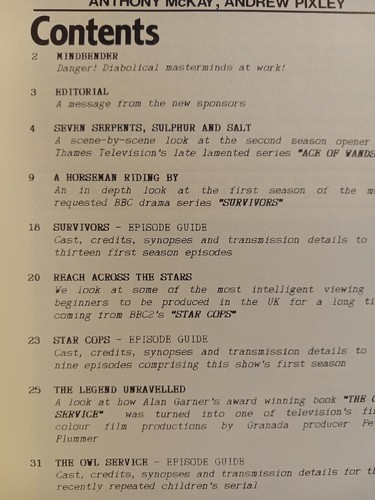 ANTHONY McKAY, ANDREW PIXLEY
Contents
2 MINDBENDER
Danger! Diabolical masterminds at work!
3 EDITORIAL
A message from the new sponsors
4 SEVEN SERPENTS, SULPHUR AND SALT
A scene-by-scene look at the second season opener
Thames Television's late lamented series "ACE OF WANDS
9 A HORSEMAN RIDING BY
An in depth look at the first season of the
requested BBC drama series "SURVIVORS"
18 SURVIVORS - EPISODE GUIDE
Cast, credits, synopses and transmission details to
thirteen first season episodes
20 REACH ACROSS THE STARS
We look at some of the most intelligent viewing
beginners to be produced in the UK for a long
coming from BBC2's "STAR COPS"
23 STAR COPS - EPISODE GUIDE
Cast, credits, synopses and transmission details to
nine episodes comprising this show's first season
25 THE LEGEND UNRAVELLED
A look at how Alan Garner's award winning book "THE
SERVICE" was turned into one of television's
colour film productions by Granada producer
Plummer
31 THE OWL SERVICE - EPISODE GUIDE
Cast, credits, synopses and transmission details for
recently repeated children's serial